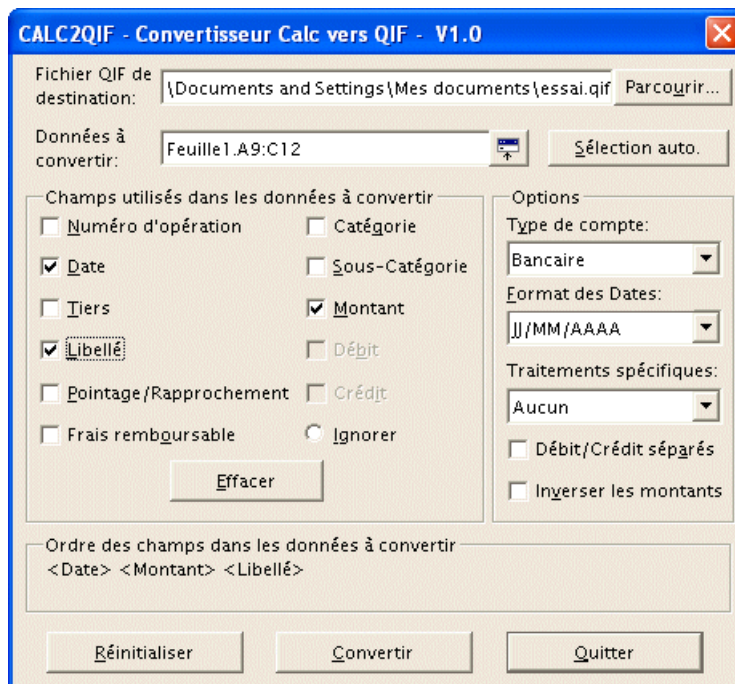 CALC2QIF - Convertisseur Calc vers QIF - V1.0
Fichier QIF de destination:
\Documents and Settings\Mes documents\essai.qif
Parcourir...
Données à convertir:
Feuille1.A9:C12
Sélection auto.
Champs utilisés dans les données à convertir
Numéro d'opération
Catégorie
Date
Sous-Catégorie
Tiers
Montant
Libellé
Débit
Pointage/Rapprochement
Crédit
Frais remboursable
Ignorer
Effacer
Options
Type de compte:
Bancaire
Format des Dates:
JJ/MM/AAAA
Traitements spécifiques:
Aucun
Débit/Crédit séparés
Inverser les montants
Ordre des champs dans les données à convertir
<Date> <Montant> <Libellé>
Réinitialiser
Convertir
Quitter